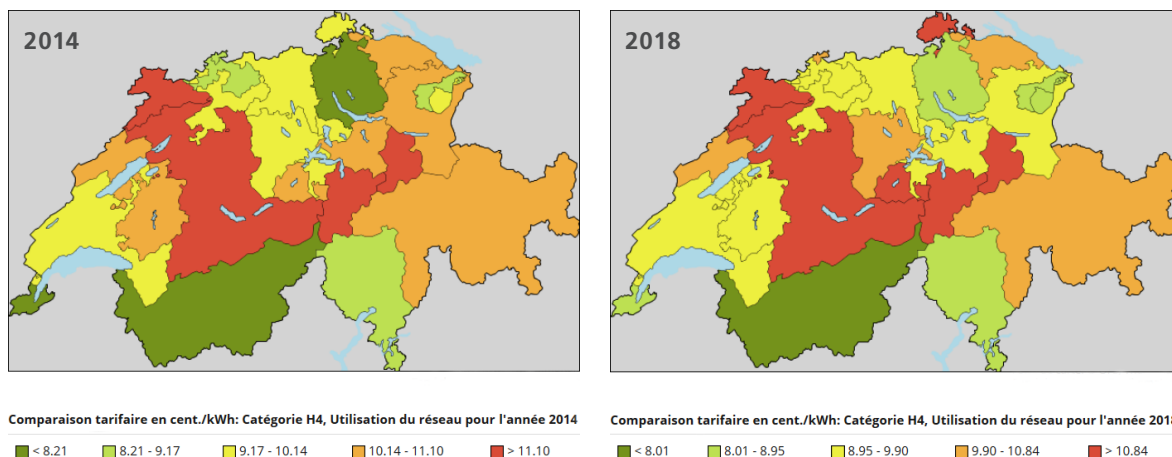 2014
2018
Comparaison tarifaire en cent./kWh: Catégorie H4, Utilisation du réseau pour l'année 2014
< 8.21 8.21 - 9.17 9.17 - 10.14 10.14 - 11.10 > 11.10
Comparaison tarifaire en cent./kWh: Catégorie H4, Utilisation du réseau pour l'année 2018
< 8.01 8.01 - 8.95 8.95 - 9.90 9.90 - 10.84 > 10.84